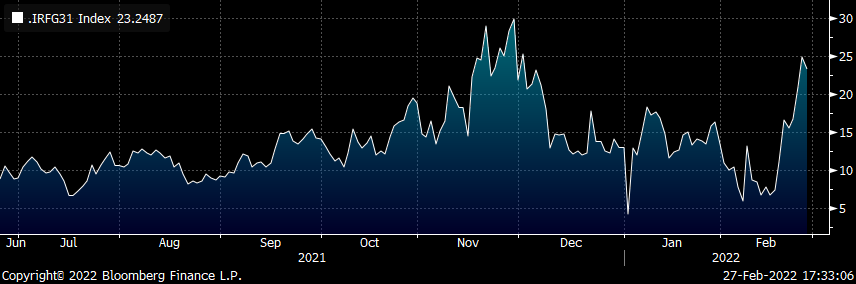 .IRFG31 Index 23.2487
30
25
20
15
10
5
Jun Jul Aug Sep Oct Nov Dec Jan Feb
2021 2022
Copyright© 2022 Bloomberg Finance L.P. 27-Feb-2022 17:33:06